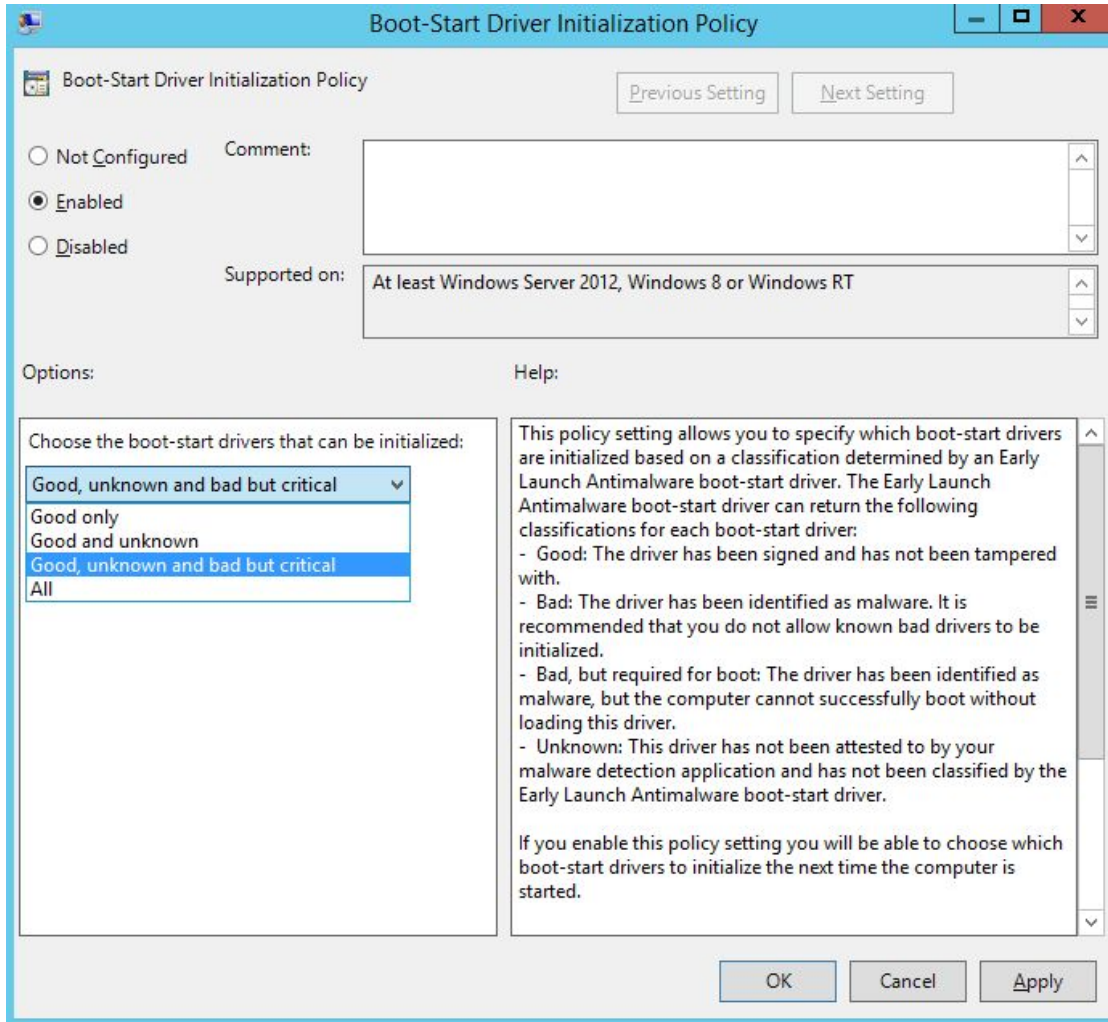 Boot-Start Driver Initialization Policy
Boot-Start Driver Initialization Policy
Previous Setting
Next Setting
Not Configured
Enabled
Disabled
Comment:
Supported on:
At least Windows Server 2012, Windows 8 or Windows RT
Options:
Choose the boot-start drivers that can be initialized:
Good, unknown and bad but critical
Good only
Good and unknown
Good, unknown and bad but critical
All
Help:
This policy setting allows you to specify which boot-start drivers
are initialized based on a classification determined by an Early
Launch Antimalware boot-start driver. The Early Launch
Antimalware boot-start driver can return the following
classifications for each boot-start driver:
- Good: The driver has been signed and has not been tampered
with.
- Bad: The driver has been identified as malware. It is
recommended that you do not allow known bad drivers to be
initialized.
- Bad, but required for boot: The driver has been identified as
malware, but the computer cannot successfully boot without
loading this driver.
- Unknown: This driver has not been attested to by your
malware detection application and has not been classified by the
Early Launch Antimalware boot-start driver.
If you enable this policy setting you will be able to choose which
boot-start drivers to initialize the next time the computer is
started.
OK
Cancel
Apply